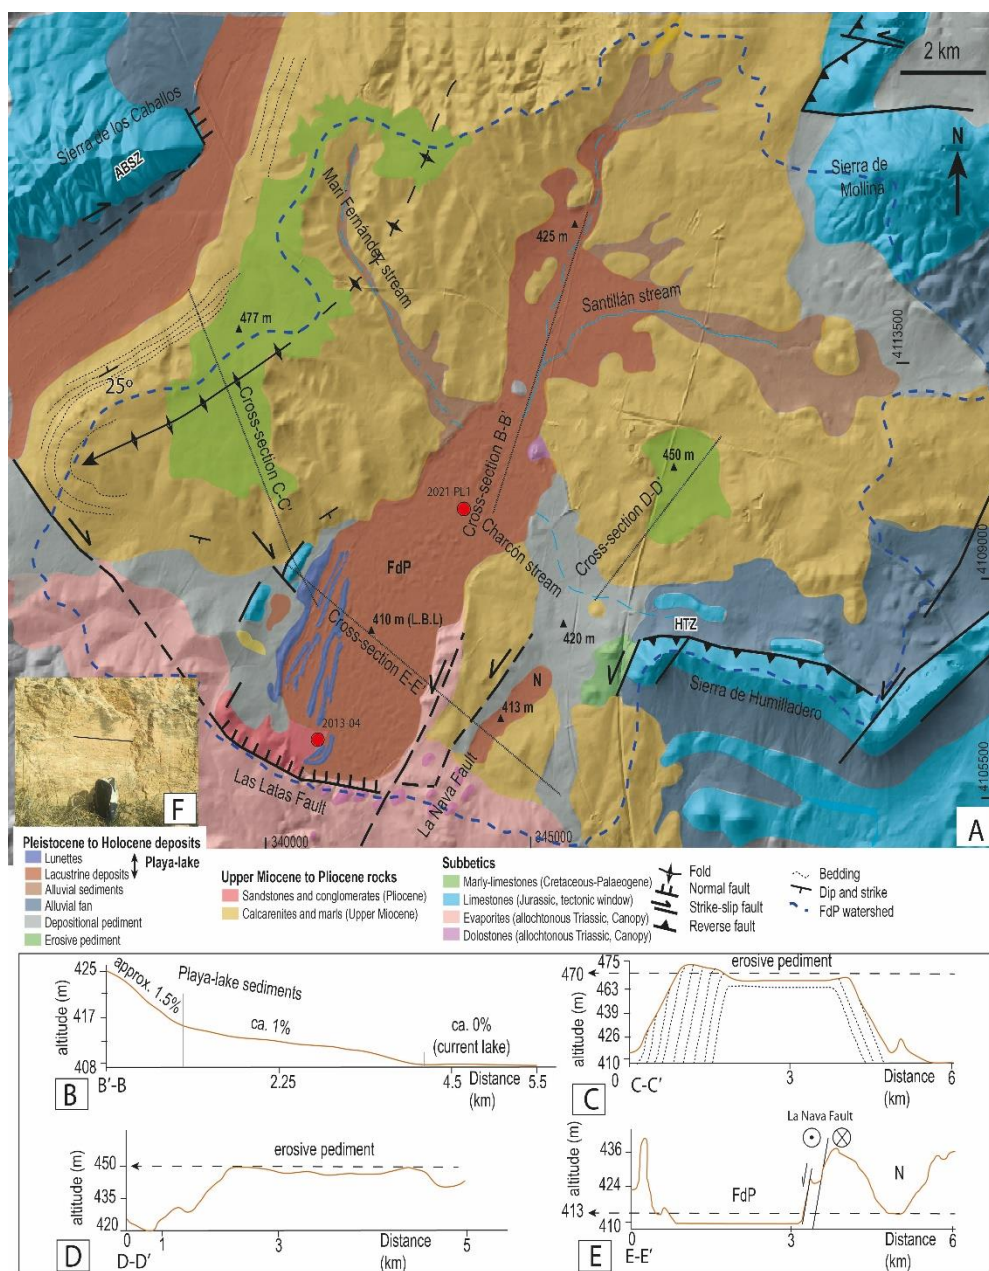 2 km
N
Sierra de los Caballos
ABSZ
Sierra de
Mollina
Mari Fernández stream
425 m
Santillán stream
4113500
477 m
25º
Cross-section C-C'
Cross-section B-B'
450 m
2021 PL1
Charcón stream
Cross-section D-D'
4109000
FdP
410 m (L.B.L)
Cross-section E-E'
420 m
HTZ
N
413 m
Sierra de Humilladero
2013-04
Las Latas Fault
La Nava Fault
4105500
F
340000
345000
A
Pleistocene to Holocene deposits
Lunettes
Lacustrine deposits
Playa-lake
Alluvial sediments
Alluvial fan
Depositional pediment
Erosive pediment
Upper Miocene to Pliocene rocks
Sandstones and conglomerates (Pliocene)
Calcarenites and marls (Upper Miocene)
Subbetics
Marly-limestones (Cretaceous-Palaeogene)
Limestones (Jurassic, tectonic window)
Evaporites (allochtonous Triassic, Canopy)
Dolostones (allochtonous Triassic, Canopy)
Fold
Normal fault
Strike-slip fault
Reverse fault
Bedding
Dip and strike
FdP watershed
425
417
408
altitude (m)
approx. 1.5%
Playa-lake sediments
ca. 1%
ca. 0%
(current lake)
B
B'-B
2.25
4.5
Distance
(km)
5.5
erosive pediment
475
470
463
439
426
410
altitude (m)
C
0
C-C'
3
Distance
(km)
6
erosive pediment
450
435
420
altitude (m)
D
0
D-D'
1
3
Distance
(km)
5
La Nava Fault
436
424
413
410
altitude (m)
FdP
N
E
0
E-E'
3
Distance
(km)
6